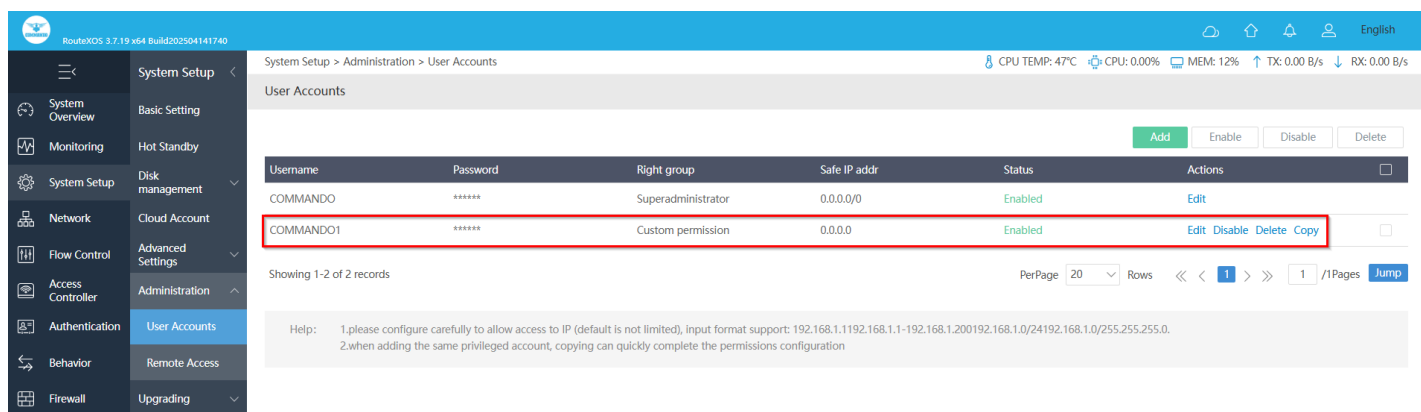 RouteXOS 3.7.19 x64 Build202504141740
English
System Setup
System Setup > Administration > User Accounts
CPU TEMP: 47℃ CPU: 0.00% MEM: 12% TX: 0.00 B/s RX: 0.00 B/s
User Accounts
System Overview
Monitoring
System Setup
Network
Flow Control
Access Controller
Authentication
Behavior
Firewall
Basic Setting
Hot Standby
Disk management
Cloud Account
Advanced Settings
Administration
User Accounts
Remote Access
Upgrading
Add Enable Disable Delete
Username Password Right group Safe IP addr Status Actions
COMMANDO ****** Superadministrator 0.0.0.0/0 Enabled Edit
COMMANDO1 ****** Custom permission 0.0.0.0 Enabled Edit Disable Delete Copy
Showing 1-2 of 2 records
PerPage 20 Rows 1 1 /1Pages Jump
Help: 1.please configure carefully to allow access to IP (default is not limited), input format support: 192.168.1.1192.168.1.1-192.168.1.200192.168.1.0/24192.168.1.0/255.255.255.0.
2.when adding the same privileged account, copying can quickly complete the permissions configuration